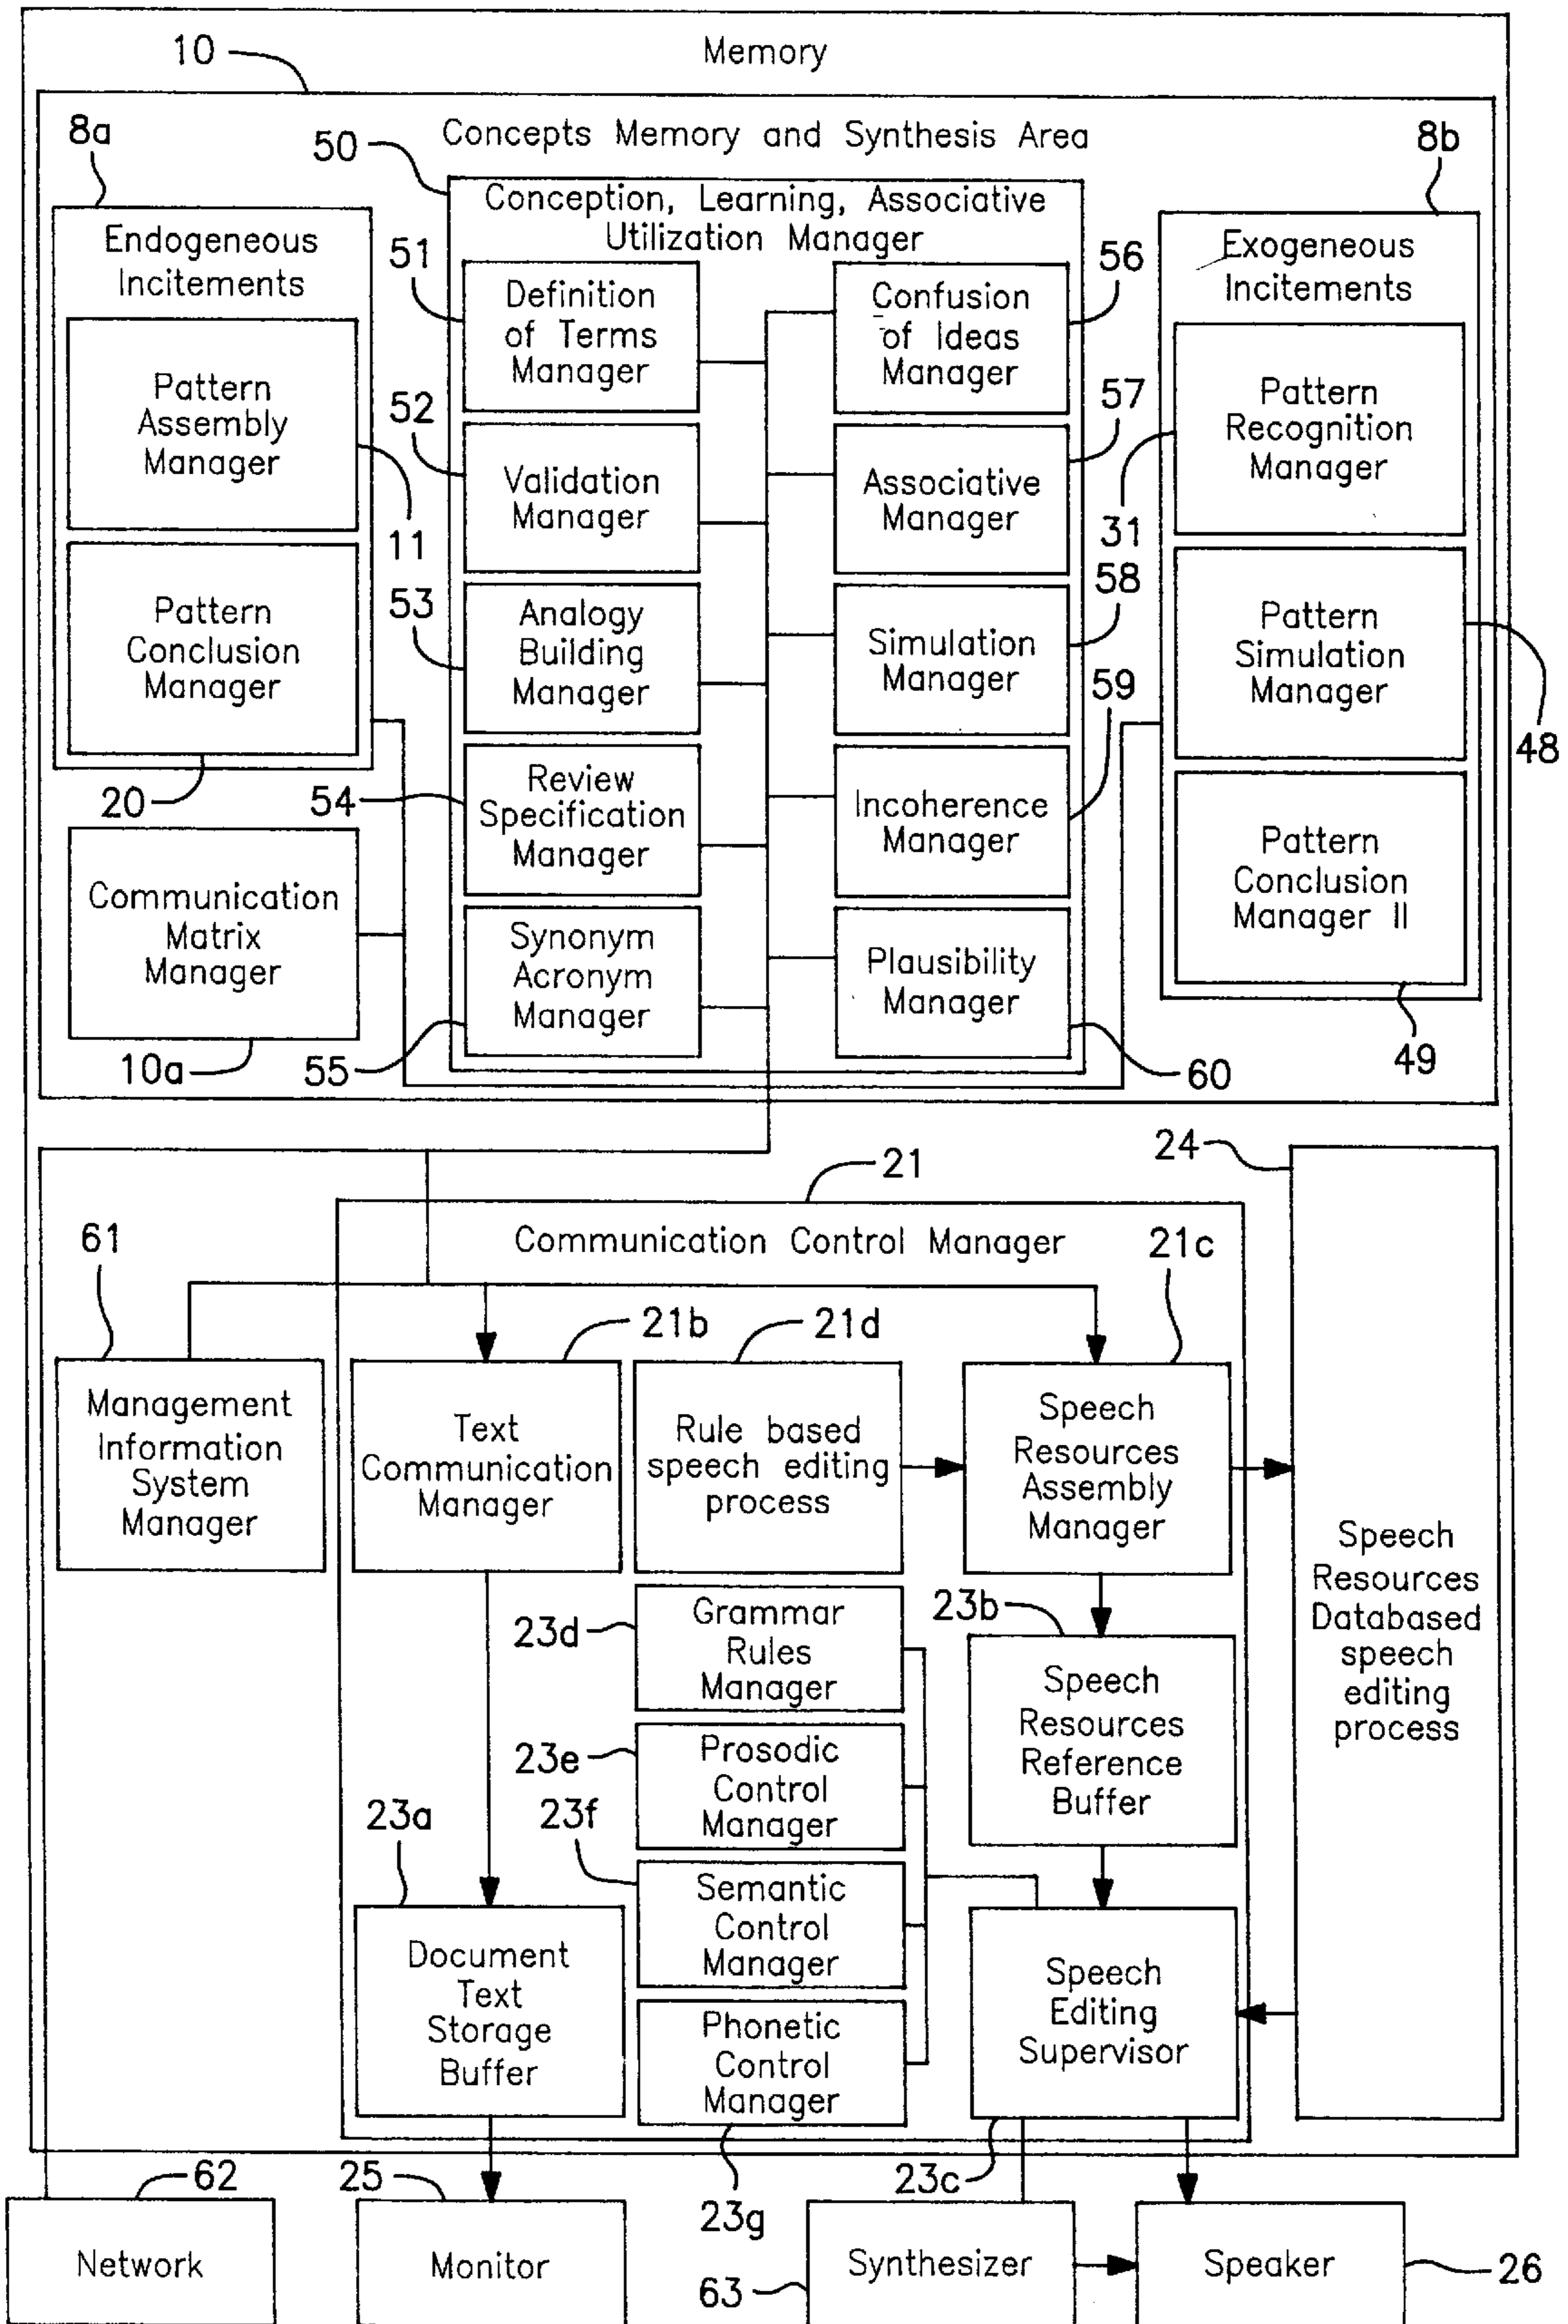 Memory
10
Concepts Memory and Synthesis Area
8a
50
8b
Conception, Learning, Associative
Utilization Manager
Endogeneous
Incitements
Exogeneous
Incitements
51
Definition
of Terms
Manager
56
Confusion
of Ideas
Manager
Pattern
Assembly
Manager
11
52
Validation
Manager
57
Associative
Manager
Pattern
Recognition
Manager
31
Pattern
Conclusion
Manager
20
53
Analogy
Building
Manager
58
Simulation
Manager
Pattern
Simulation
Manager
48
54
Review
Specification
Manager
59
Incoherence
Manager
Pattern
Conclusion
Manager II
49
Communication
Matrix
Manager
10a
55
Synonym
Acronym
Manager
Plausibility
Manager
60
21
24
61
Communication Control Manager
21c
21b
21d
Management
Information
System
Manager
Text
Communication
Manager
Rule based
speech editing
process
Speech
Resources
Assembly
Manager
Speech
Resources
Databased
speech
editing
process
23d
Grammar
Rules
Manager
23b
Speech
Resources
Reference
Buffer
23e
Prosodic
Control
Manager
23a
23f
Semantic
Control
Manager
Document
Text
Storage
Buffer
Speech
Editing
Supervisor
Phonetic
Control
Manager
62
25
23g
23c
Network
Monitor
63
Synthesizer
Speaker
26